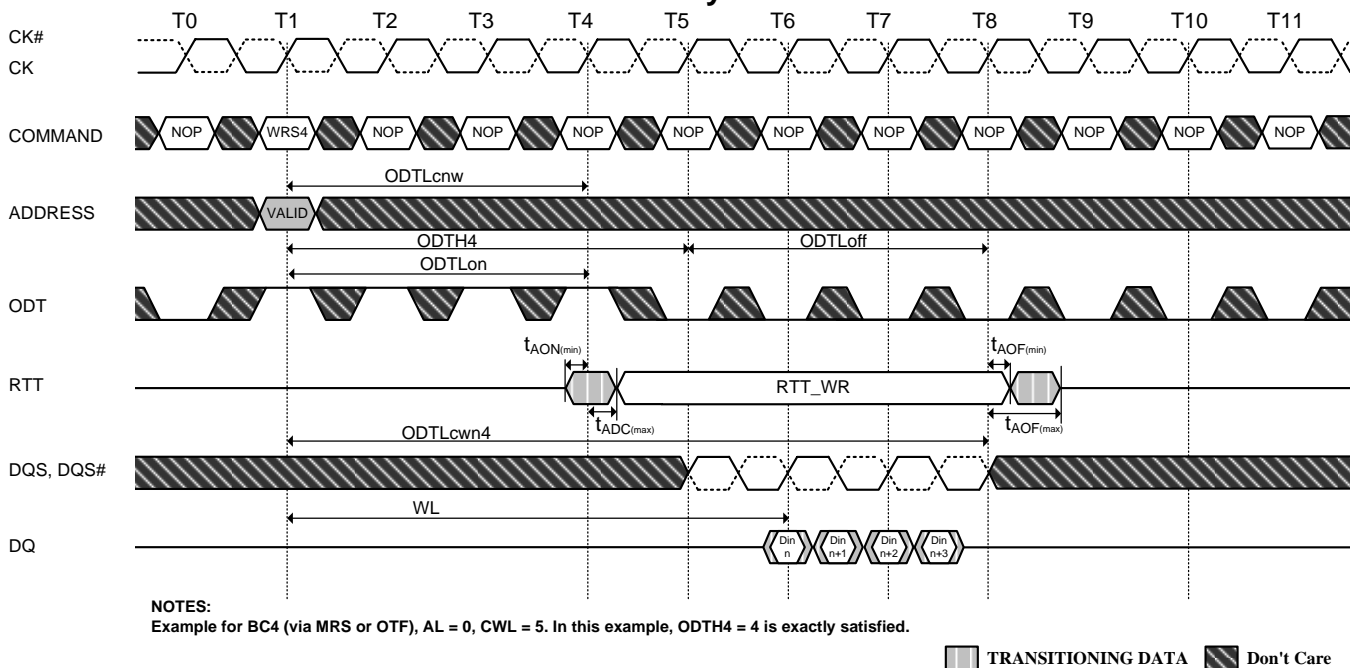 T0 T1 T2 T3 T4 T5 T6 T7 T8 T9 T10 T11
CK#
CK
COMMAND NOP WRS4 NOP NOP NOP NOP NOP NOP NOP NOP NOP NOP
ODTLcnw
ADDRESS VALID
ODTH4 ODTLoff
ODTLon
ODT
tAON(min) tAOF(min)
RTT RTT_WR
tADC(max) tAOF(max)
ODTLcwn4
DQS, DQS#
WL
DQ Din n Din n+1 Din n+2 Din n+3
NOTES:
Example for BC4 (via MRS or OTF), AL = 0, CWL = 5. In this example, ODTH4 = 4 is exactly satisfied.
TRANSITIONING DATA Don't Care